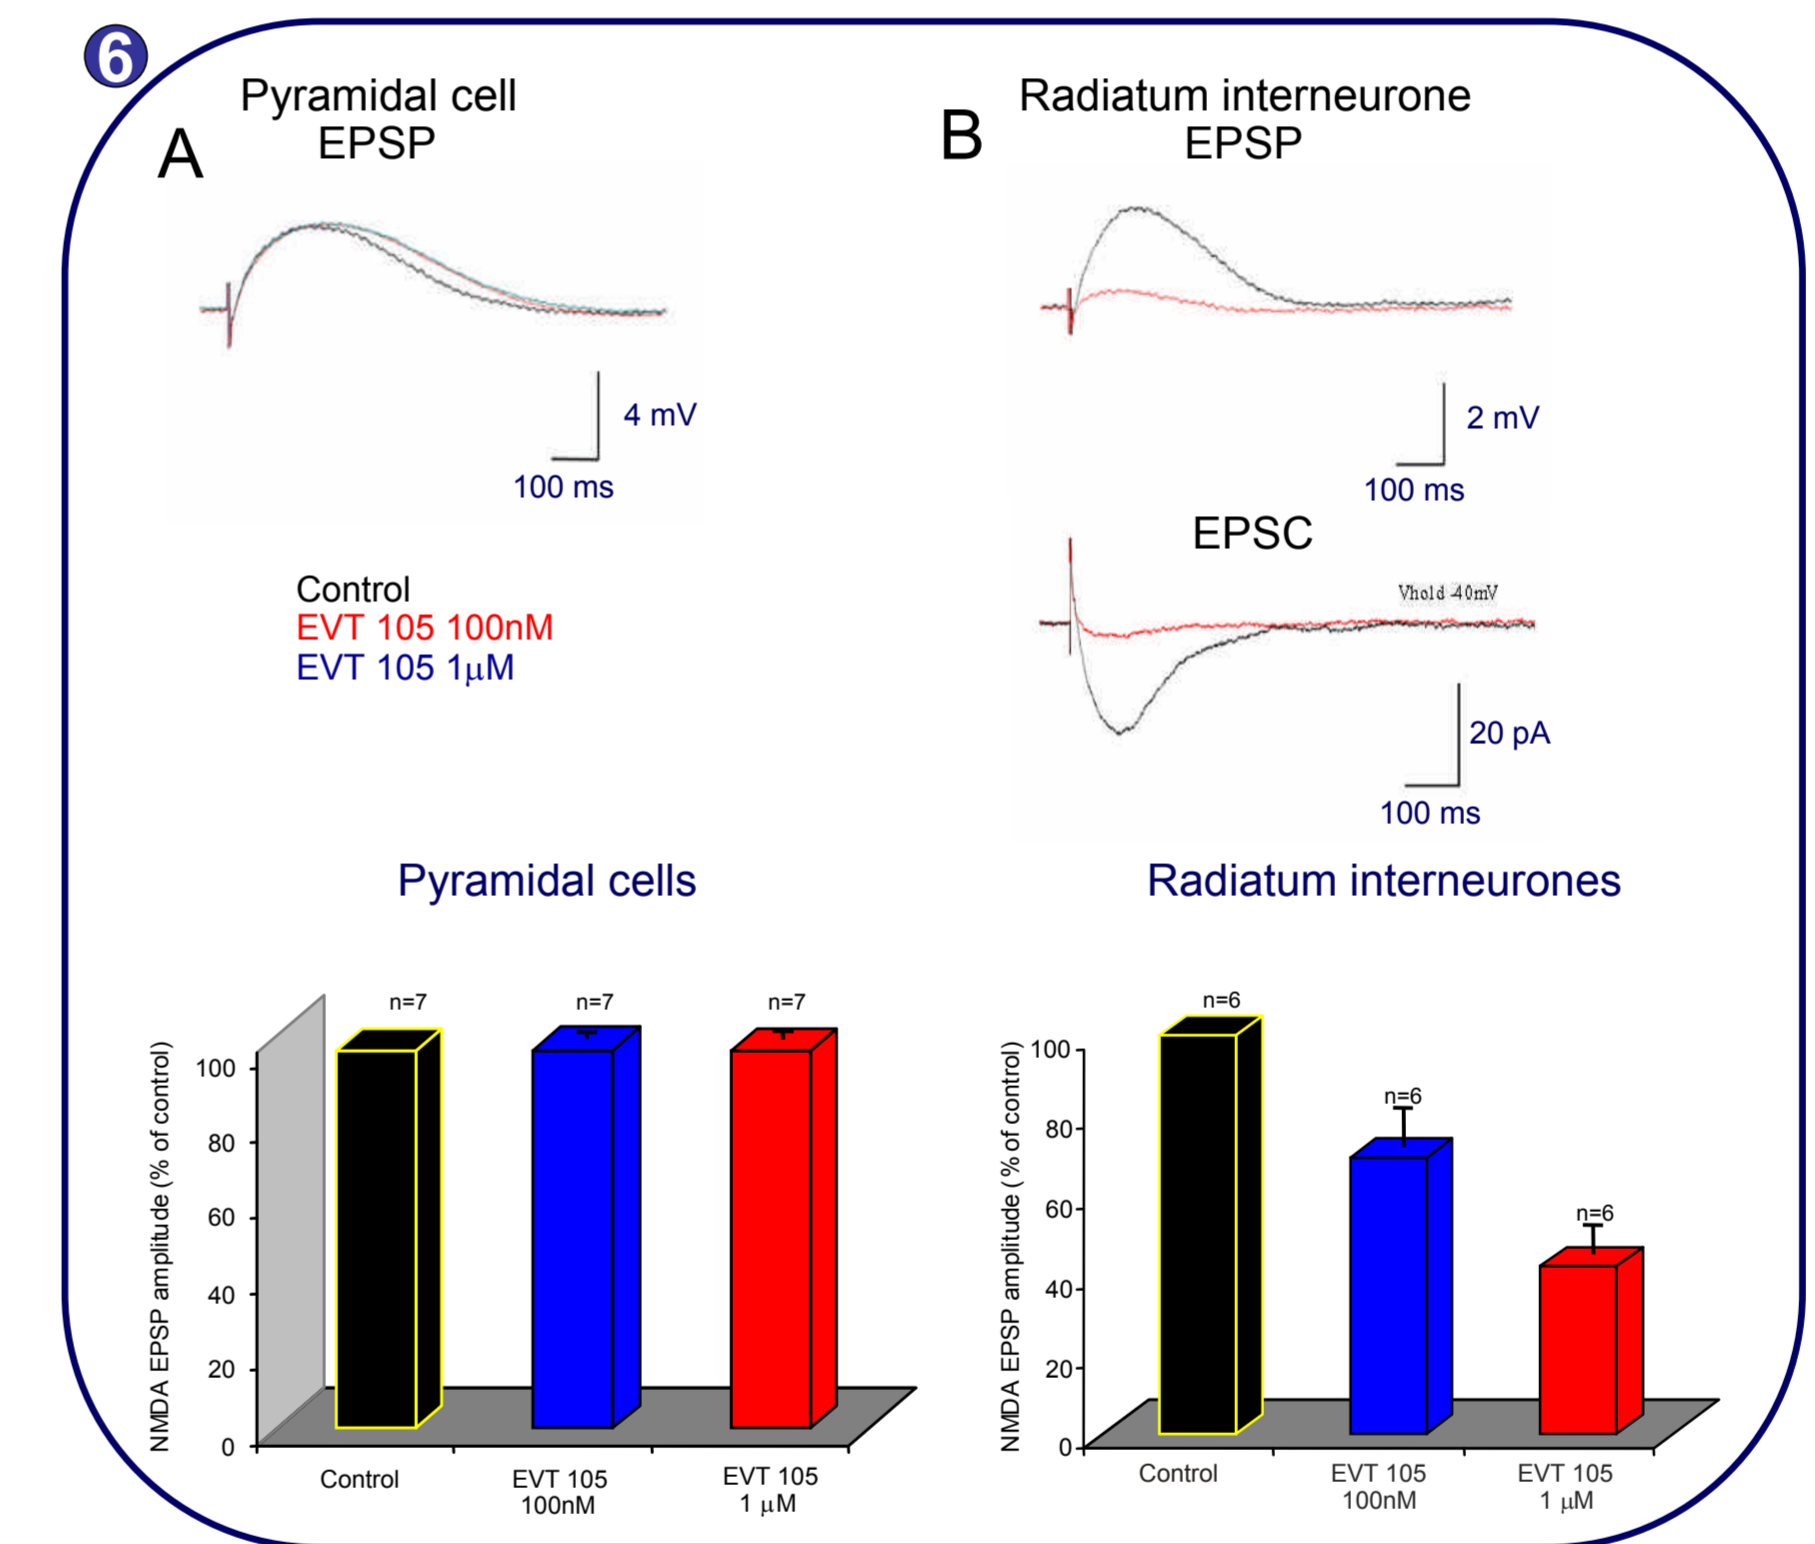 6
Pyramidal cell
EPSP
A
4 mV
100 ms
Control
EVT 105 100nM
EVT 105 1μM
Radiatum interneurone
EPSP
B
2 mV
100 ms
EPSC
Vhold -40mV
20 pA
100 ms
Pyramidal cells
NMDA EPSP amplitude (% of control)
100
80
60
40
20
0
n=7
n=7
n=7
Control
EVT 105
100nM
EVT 105
1 μM
Radiatum interneurones
NMDA EPSP amplitude (% of control)
100
80
60
40
20
0
n=6
n=6
n=6
Control
EVT 105
100nM
EVT 105
1 μM